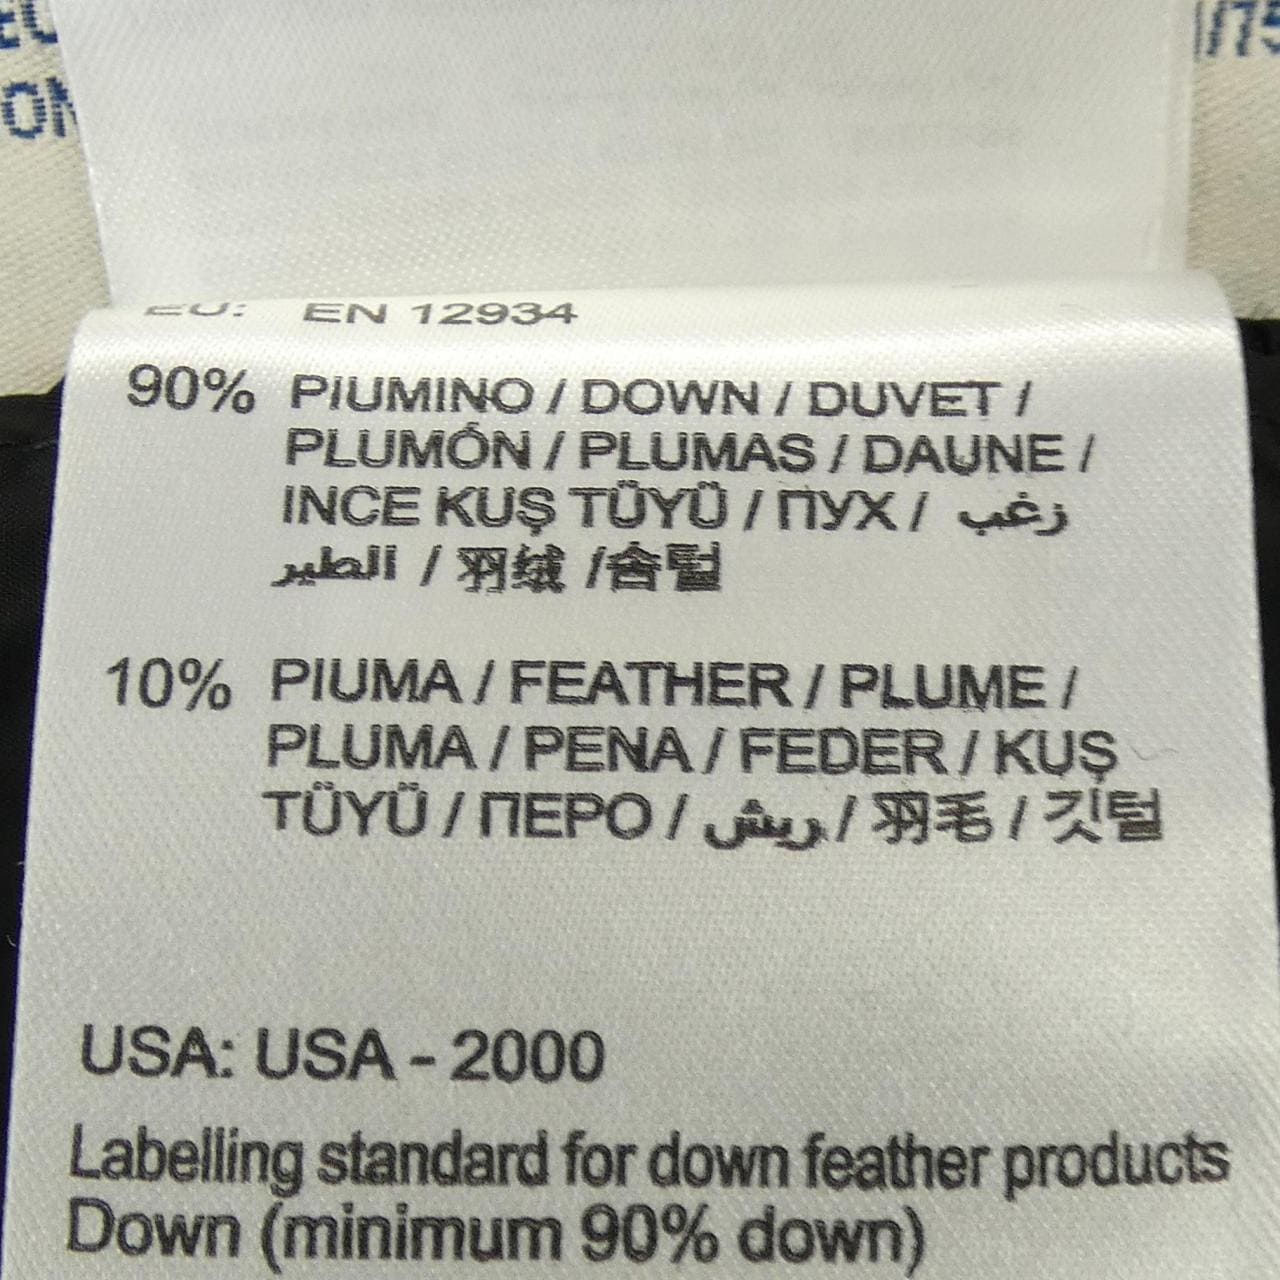 EU: EN 12934
90% PIUMINO / DOWN / DUVET /
PLUMÓN / PLUMAS / DAUNE /
INCE KUŞ TÜYÜ / ПУХ / زغب
الطير / 羽绒 /솜털
10% PIUMA / FEATHER / PLUME /
PLUMA / PENA / FEDER / KUŞ
TÜYÜ / ПЕРО / ريش / 羽毛 / 깃털
USA: USA - 2000
Labelling standard for down feather products
Down (minimum 90% down)